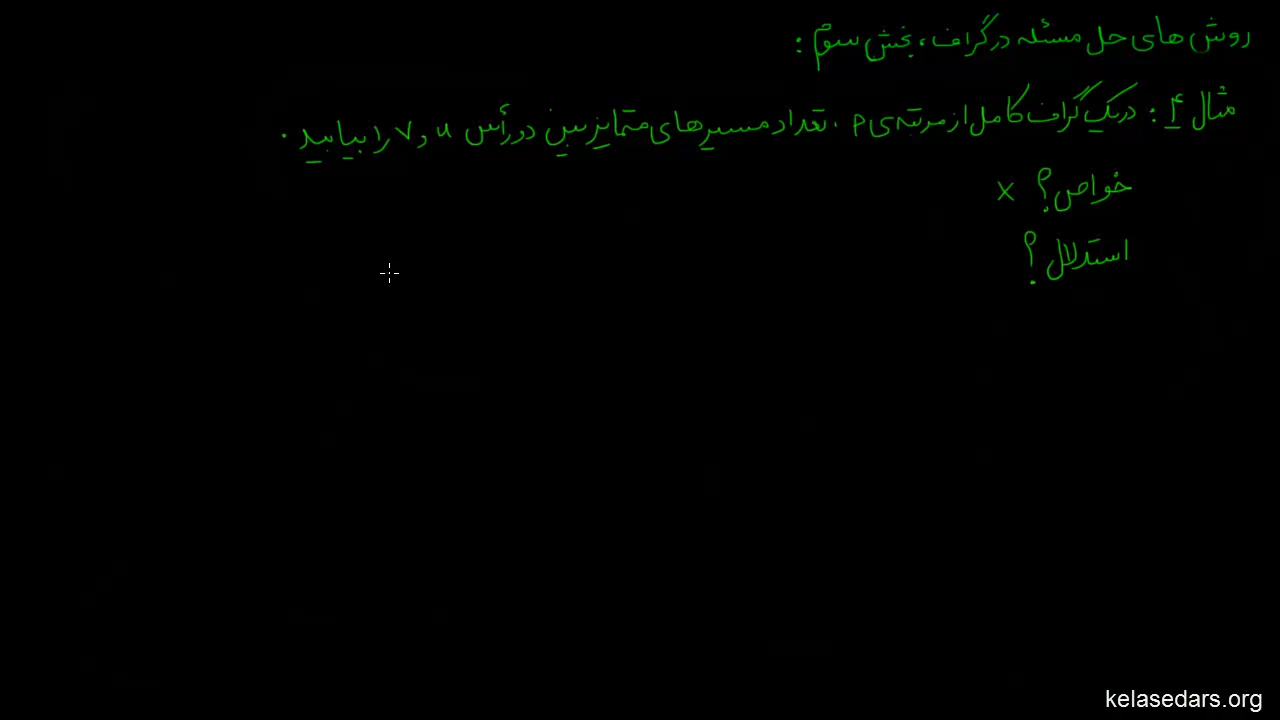 روش های حل مسئله در گراف ، بخش سوم :
مثال ۴ : در یک گراف کامل از مرتبه ی p ، تعداد مسیرهای متمایز بین دو رأس u و v را بیابید .
خواص ؟ ×
استدلال ؟
kelasedars.org